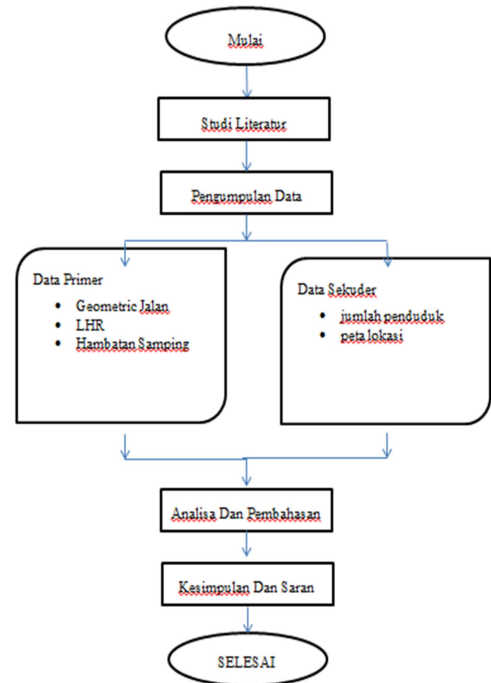 Mulai
Studi Literatur
Pengumpulan Data
Data Primer
• Geometric Jalan
• LHR
• Hambatan Samping
Data Sekuder
• jumlah penduduk
• peta lokasi
Analisa Dan Pembahasan
Kesimpulan Dan Saran
SELESAI